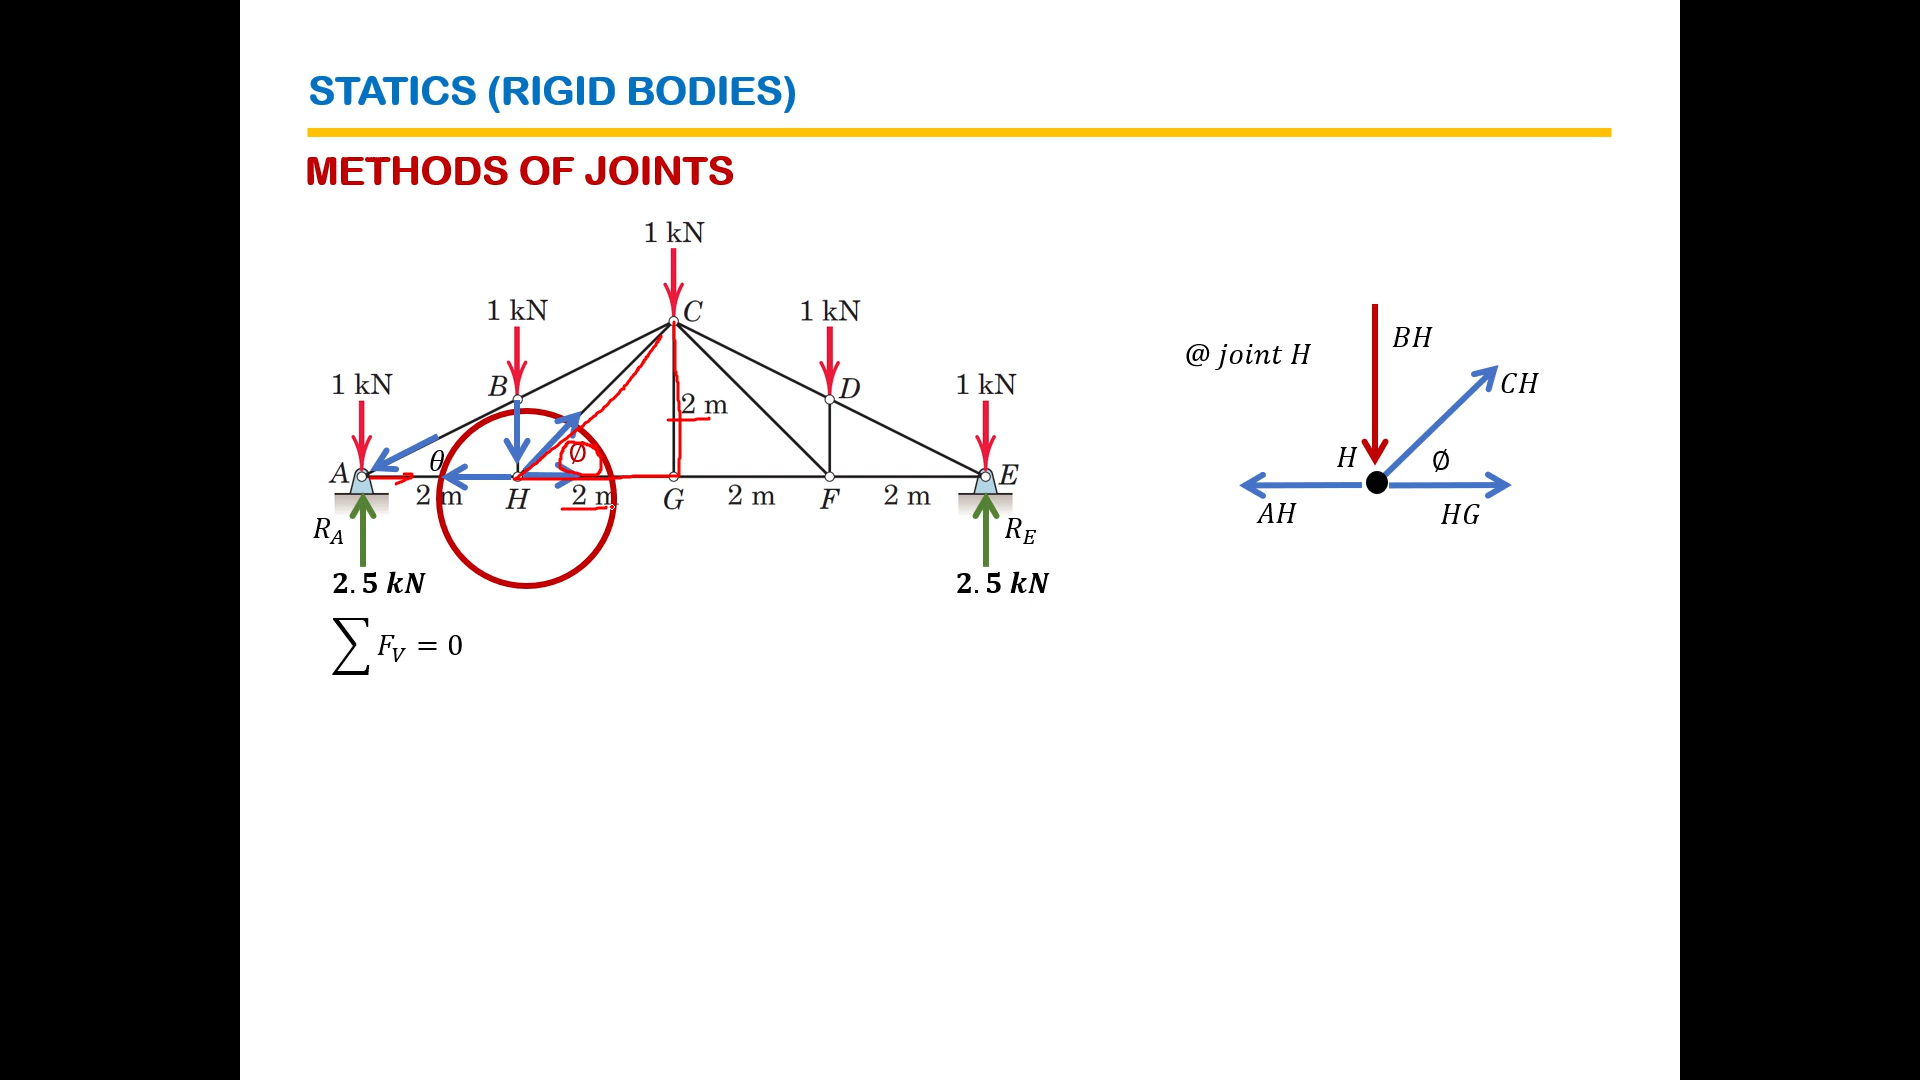 STATICS (RIGID BODIES)
METHODS OF JOINTS
1 kN
1 kN
1 kN
1 kN
1 kN
C
B
D
2 m
A
θ
∅
E
2 m
H
2 m
G
2 m
F
2 m
R_A
R_E
2.5 kN
2.5 kN
∑ F_V = 0
@ joint H
BH
CH
H
∅
AH
HG